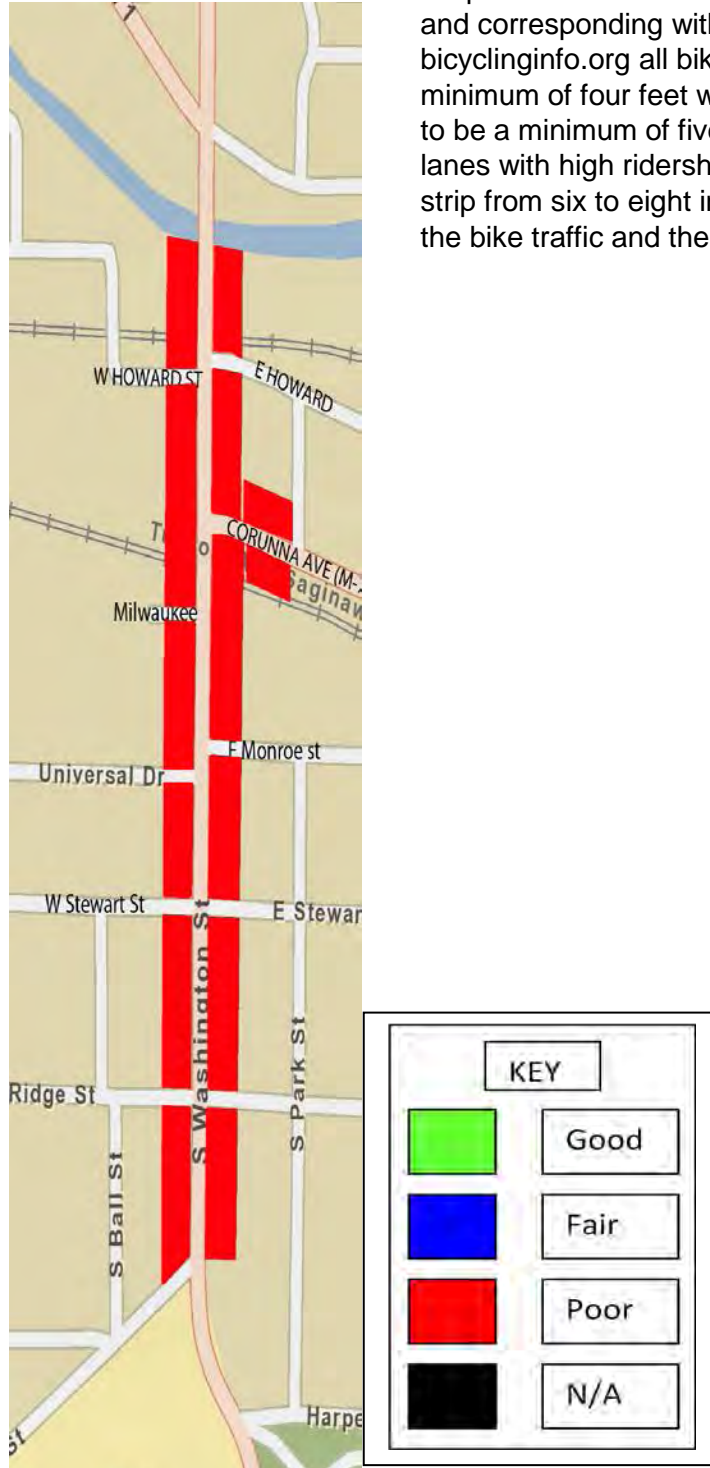 and corresponding with
bicyclinginfo.org all bik
minimum of four feet w
to be a minimum of five
lanes with high ridersh
strip from six to eight in
the bike traffic and the
1
W HOWARD ST
E HOWARD
CORUNNA AVE (M-
Saginaw
Milwaukee
E Monroe st
Universal Dr
W Stewart St
E Stewar
S Washington St
S Park St
Ridge St
S Ball St
Harpe
St
KEY
Good
Fair
Poor
N/A